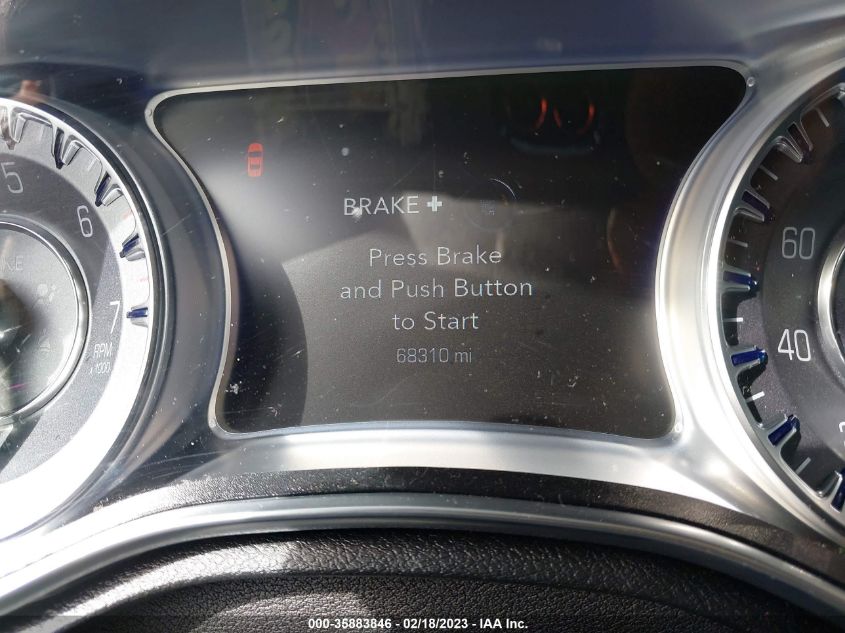 5
6
7
RPM
x1000
BRAKE +
Press Brake
and Push Button
to Start
68310 mi
60
40
000-35883846 - 02/18/2023 - IAA Inc.